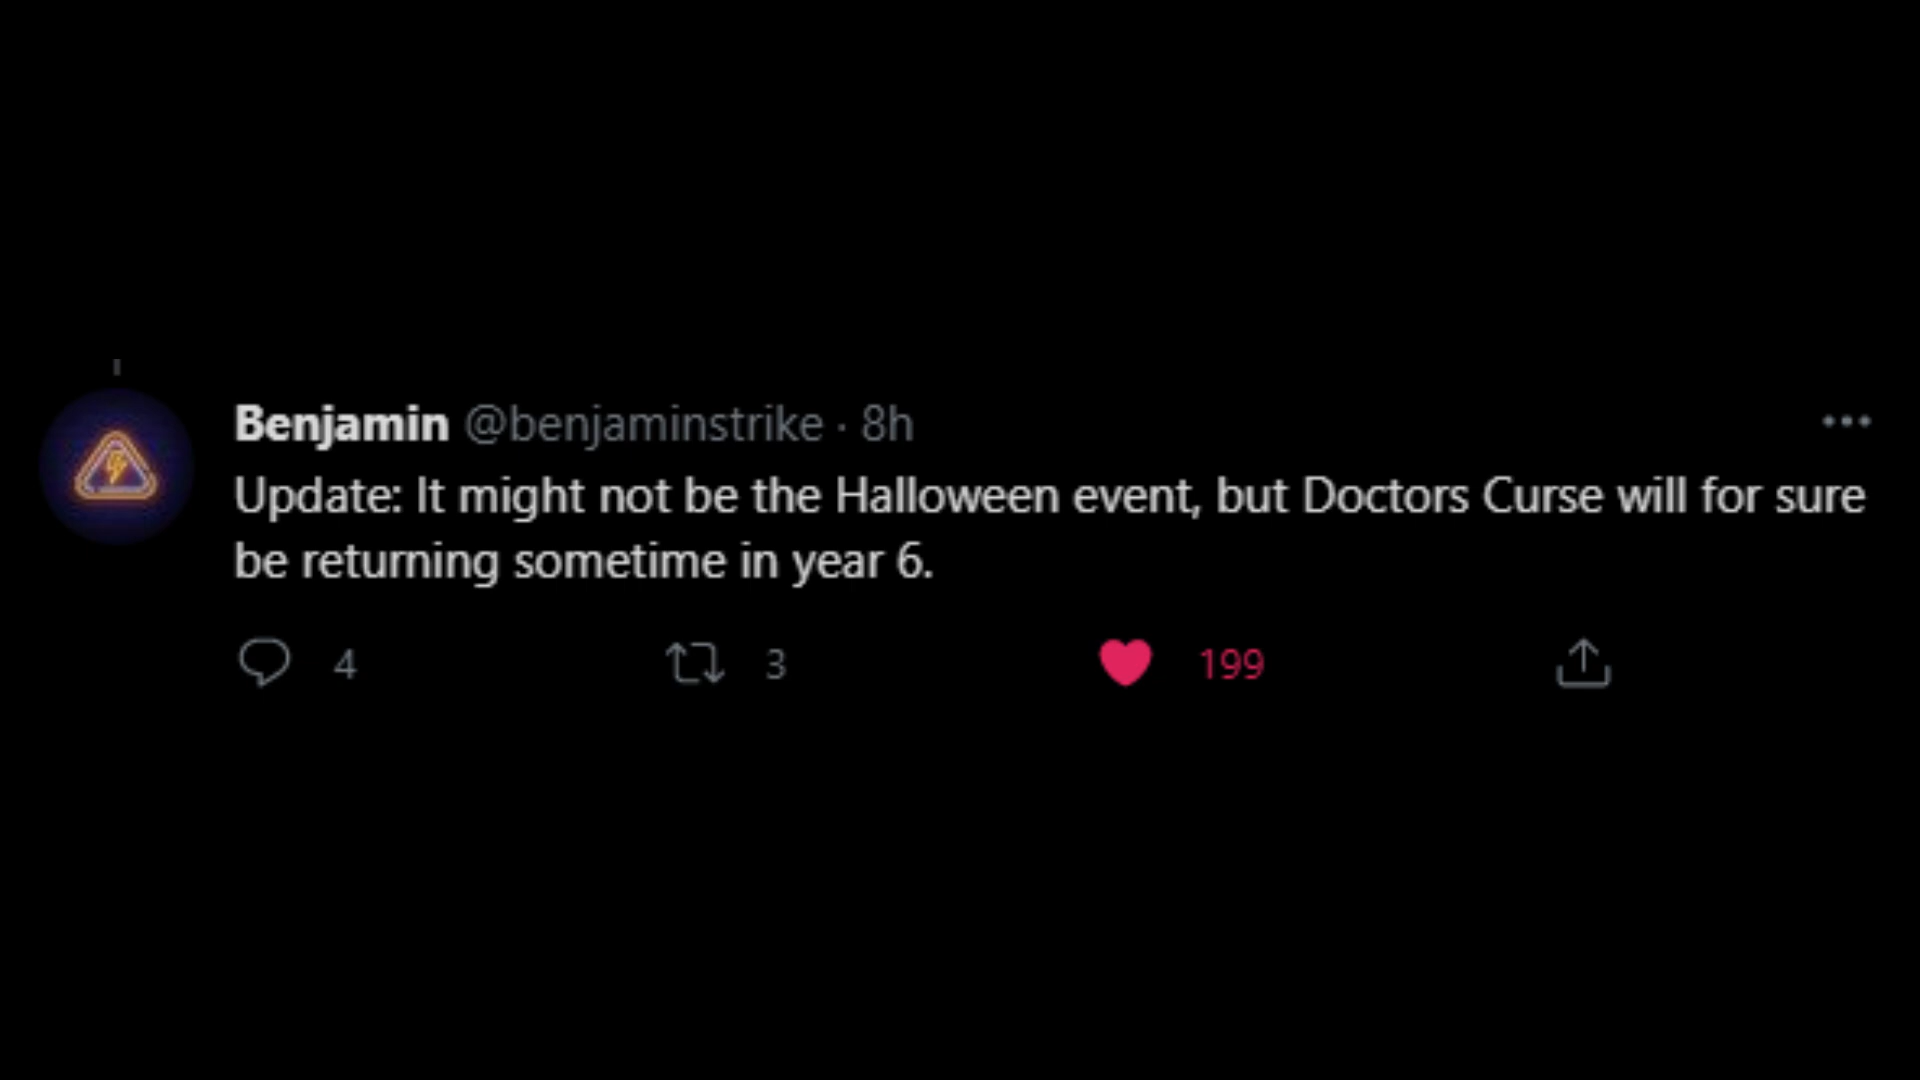 Benjamin @benjaminstrike · 8h
Update: It might not be the Halloween event, but Doctors Curse will for sure
be returning sometime in year 6.
4 3 199